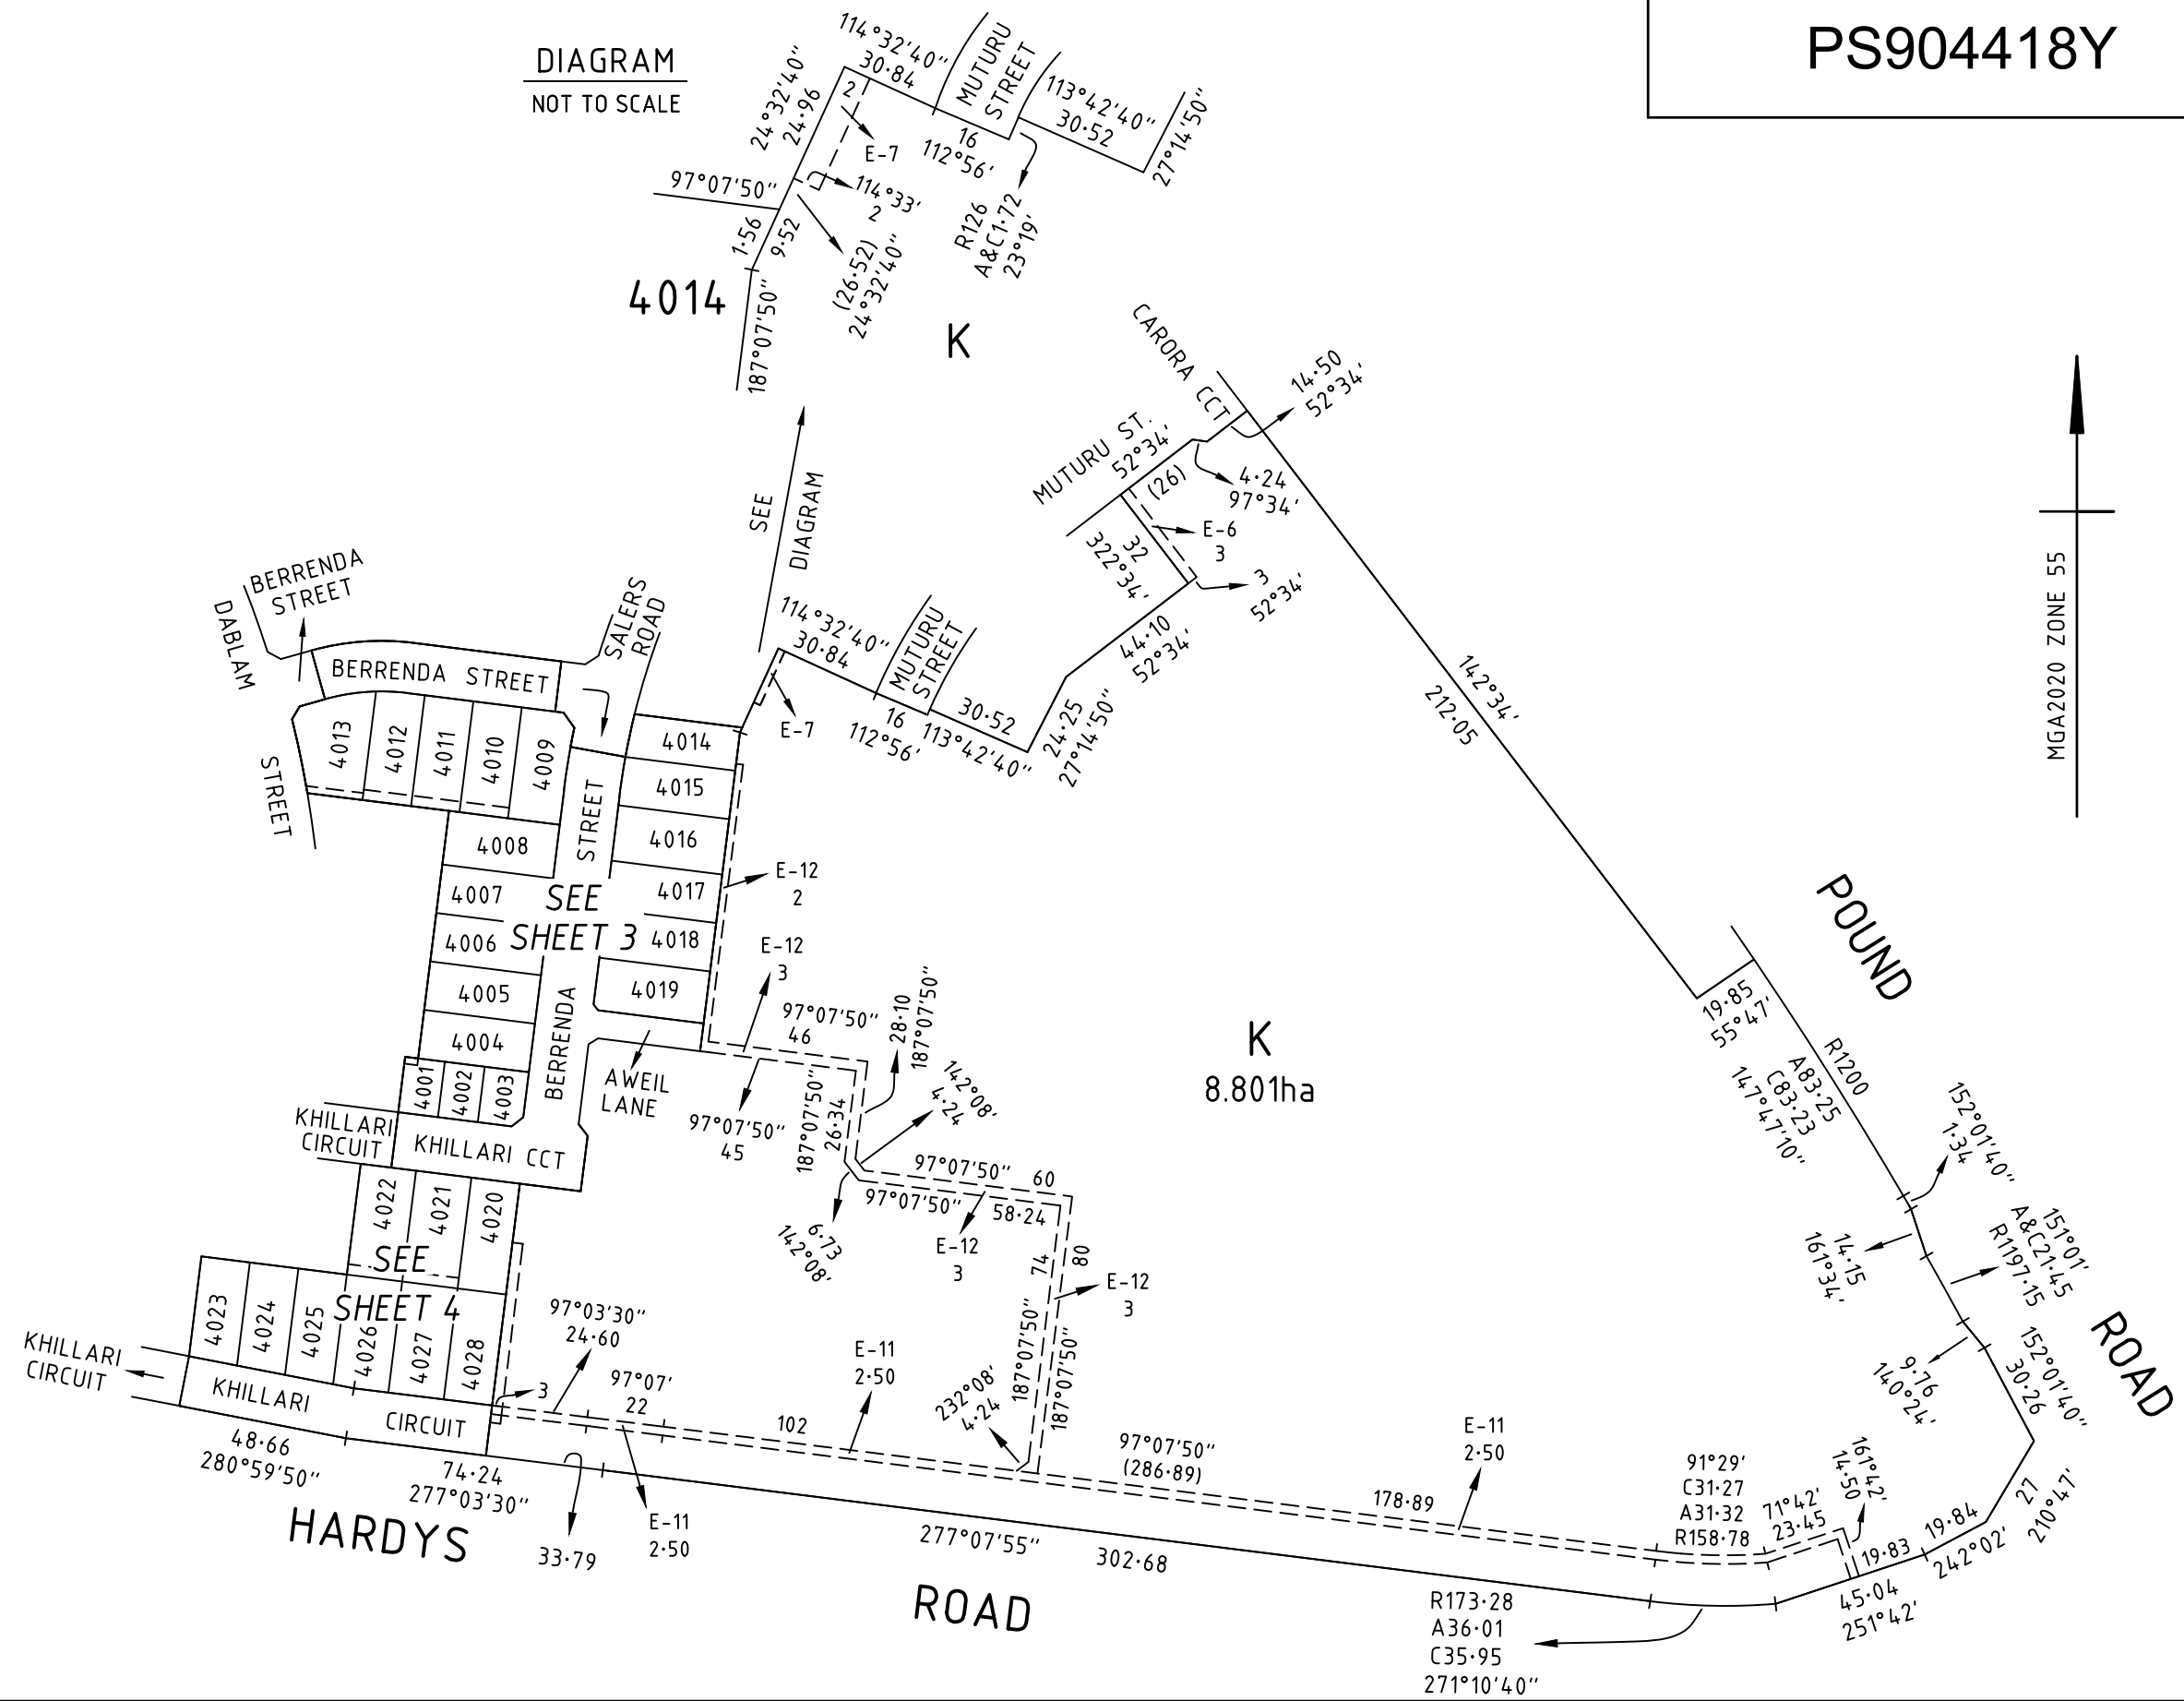 PS904418Y
DIAGRAM
NOT TO SCALE
114°32'40"
30·84
MUTURU
STREET
113°42'40"
30·52
27°14'50"
24°32'40"
24·96
2
E-7
16
112°56'
97°07'50"
114°33'
2
1·56
9·52
(26·52)
24°32'40"
R126
A&C1·72
23°19'
4014
187°07'50"
K
CARORA CCT
14·50
52°34'
MUTURU ST.
52°34'
(26)
4·24
97°34'
E-6
3
32
322°34'
3
52°34'
44·10
52°34'
SEE
DIAGRAM
MGA2020 ZONE 55
BERRENDA
STREET
DABLAM
STREET
SALERS
ROAD
BERRENDA STREET
114°32'40"
30·84
MUTURU
STREET
E-7
16
112°56'
30·52
113°42'40"
24·25
27°14'50"
142°34'
212·05
4013
4012
4011
4010
4009
4014
4015
4016
4017
4018
4019
STREET
BERRENDA
4008
4007
4006
4005
4004
4001
4002
4003
SEE
SHEET 3
E-12
2
E-12
3
97°07'50"
46
28·10
187°07'50"
AWEIL
LANE
97°07'50"
45
187°07'50"
26·34
142°08'
4·24
K
8.801ha
POUND
ROAD
19·85
55°47'
R1200
A83·25
C83·23
147°47'10"
152°01'40"
1·34
KHILLARI
CIRCUIT
KHILLARI CCT
97°07'50"
60
97°07'50"
58·24
6·73
142°08'
E-12
3
74
80
187°07'50"
187°07'50"
E-12
3
14·15
161°34'
151°01'
A&C21·45
R1197·15
9·76
140°24'
152°01'40"
30·26
4022
4021
4020
SEE
SHEET 4
4023
4024
4025
4026
4027
4028
KHILLARI
CIRCUIT
KHILLARI
CIRCUIT
97°03'30"
24·60
3
97°07'
22
102
E-11
2·50
232°08'
4·24
97°07'50"
(286·89)
E-11
2·50
178·89
91°29'
C31·27
A31·32
R158·78
71°42'
23·45
161°42'
14·50
27
210°47'
19·84
242°02'
19·83
45·04
251°42'
48·66
280°59'50"
74·24
277°03'30"
33·79
E-11
2·50
277°07'55"
302·68
HARDYS
ROAD
R173·28
A36·01
C35·95
271°10'40"